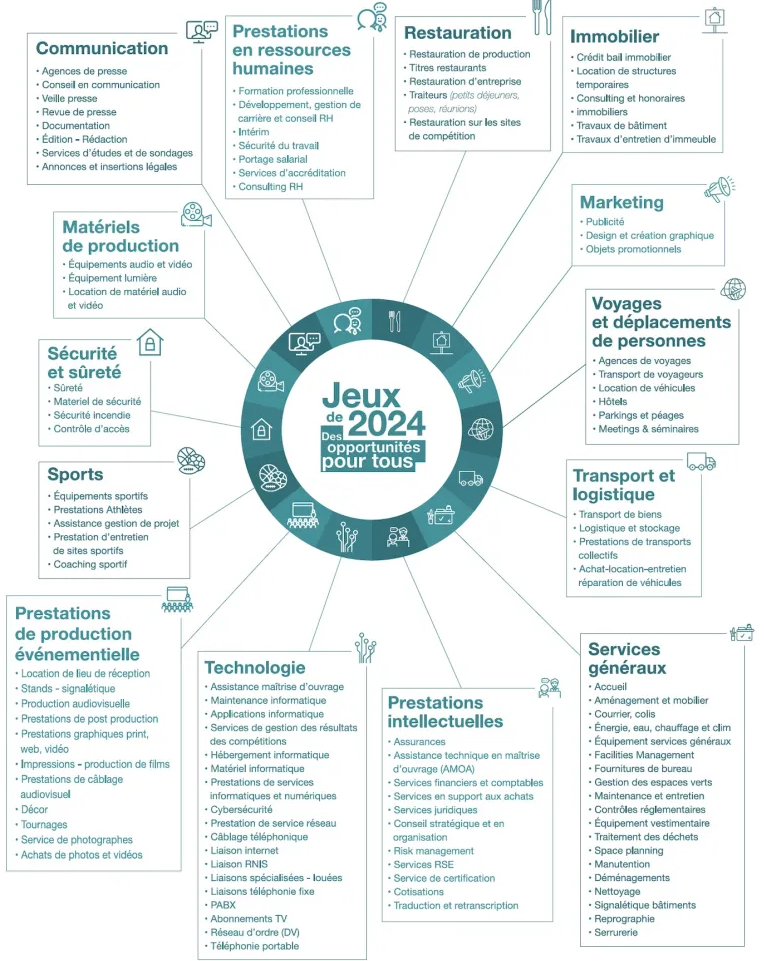 Communication
• Agences de presse
• Conseil en communication
• Veille presse
• Revue de presse
• Documentation
• Édition - Rédaction
• Services d'études et de sondages
• Annonces et insertions légales
Prestations
en ressources
humaines
• Formation professionnelle
• Développement, gestion de
carrière et conseil RH
• Intérim
• Sécurité du travail
• Portage salarial
• Services d'accréditation
• Consulting RH
Restauration
• Restauration de production
• Titres restaurants
• Restauration d'entreprise
• Traiteurs (petits déjeuners,
poses, réunions)
• Restauration sur les sites
de compétition
Immobilier
• Crédit bail immobilier
• Location de structures
temporaires
• Consulting et honoraires
• immobiliers
• Travaux de bâtiment
• Travaux d'entretien d'immeuble
Matériels
de production
• Équipements audio et vidéo
• Équipement lumière
• Location de matériel audio
et vidéo
Marketing
• Publicité
• Design et création graphique
• Objets promotionnels
Sécurité
et sûreté
• Sûreté
• Materiel de sécurité
• Sécurité incendie
• Contrôle d'accès
Jeux
de 2024
Des
opportunités
pour tous
Voyages
et déplacements
de personnes
• Agences de voyages
• Transport de voyageurs
• Location de véhicules
• Hôtels
• Parkings et péages
• Meetings & séminaires
Sports
• Équipements sportifs
• Prestations Athlètes
• Assistance gestion de projet
• Prestation d'entretien
de sites sportifs
• Coaching sportif
Transport et
logistique
• Transport de biens
• Logistique et stockage
• Prestations de transports
collectifs
• Achat-location-entretien
réparation de véhicules
Prestations
de production
événementielle
• Location de lieu de réception
• Stands - signalétique
• Production audiovisuelle
• Prestations de post production
• Prestations graphiques print,
web, vidéo
• Impressions - production de films
• Prestations de câblage
audiovisuel
• Décor
• Tournages
• Service de photographes
• Achats de photos et vidéos
Technologie
• Assistance maîtrise d'ouvrage
• Maintenance informatique
• Applications informatique
• Services de gestion des résultats
des compétitions
• Hébergement informatique
• Matériel informatique
• Prestations de services
informatiques et numériques
• Cybersécurité
• Prestation de service réseau
• Câblage téléphonique
• Liaison internet
• Liaison RNIS
• Liaisons spécialisées - louées
• Liaisons téléphonie fixe
• PABX
• Abonnements TV
• Réseau d'ordre (DV)
• Téléphonie portable
Prestations
intellectuelles
• Assurances
• Assistance technique en maîtrise
d'ouvrage (AMOA)
• Services financiers et comptables
• Services en support aux achats
• Services juridiques
• Conseil stratégique et en
organisation
• Risk management
• Services RSE
• Service de certification
• Cotisations
• Traduction et retranscription
Services
généraux
• Accueil
• Aménagement et mobilier
• Courrier, colis
• Énergie, eau, chauffage et clim
• Équipement services généraux
• Facilities Management
• Fournitures de bureau
• Gestion des espaces verts
• Maintenance et entretien
• Contrôles réglementaires
• Équipement vestimentaire
• Traitement des déchets
• Space planning
• Manutention
• Déménagements
• Nettoyage
• Signalétique bâtiments
• Reprographie
• Serrurerie